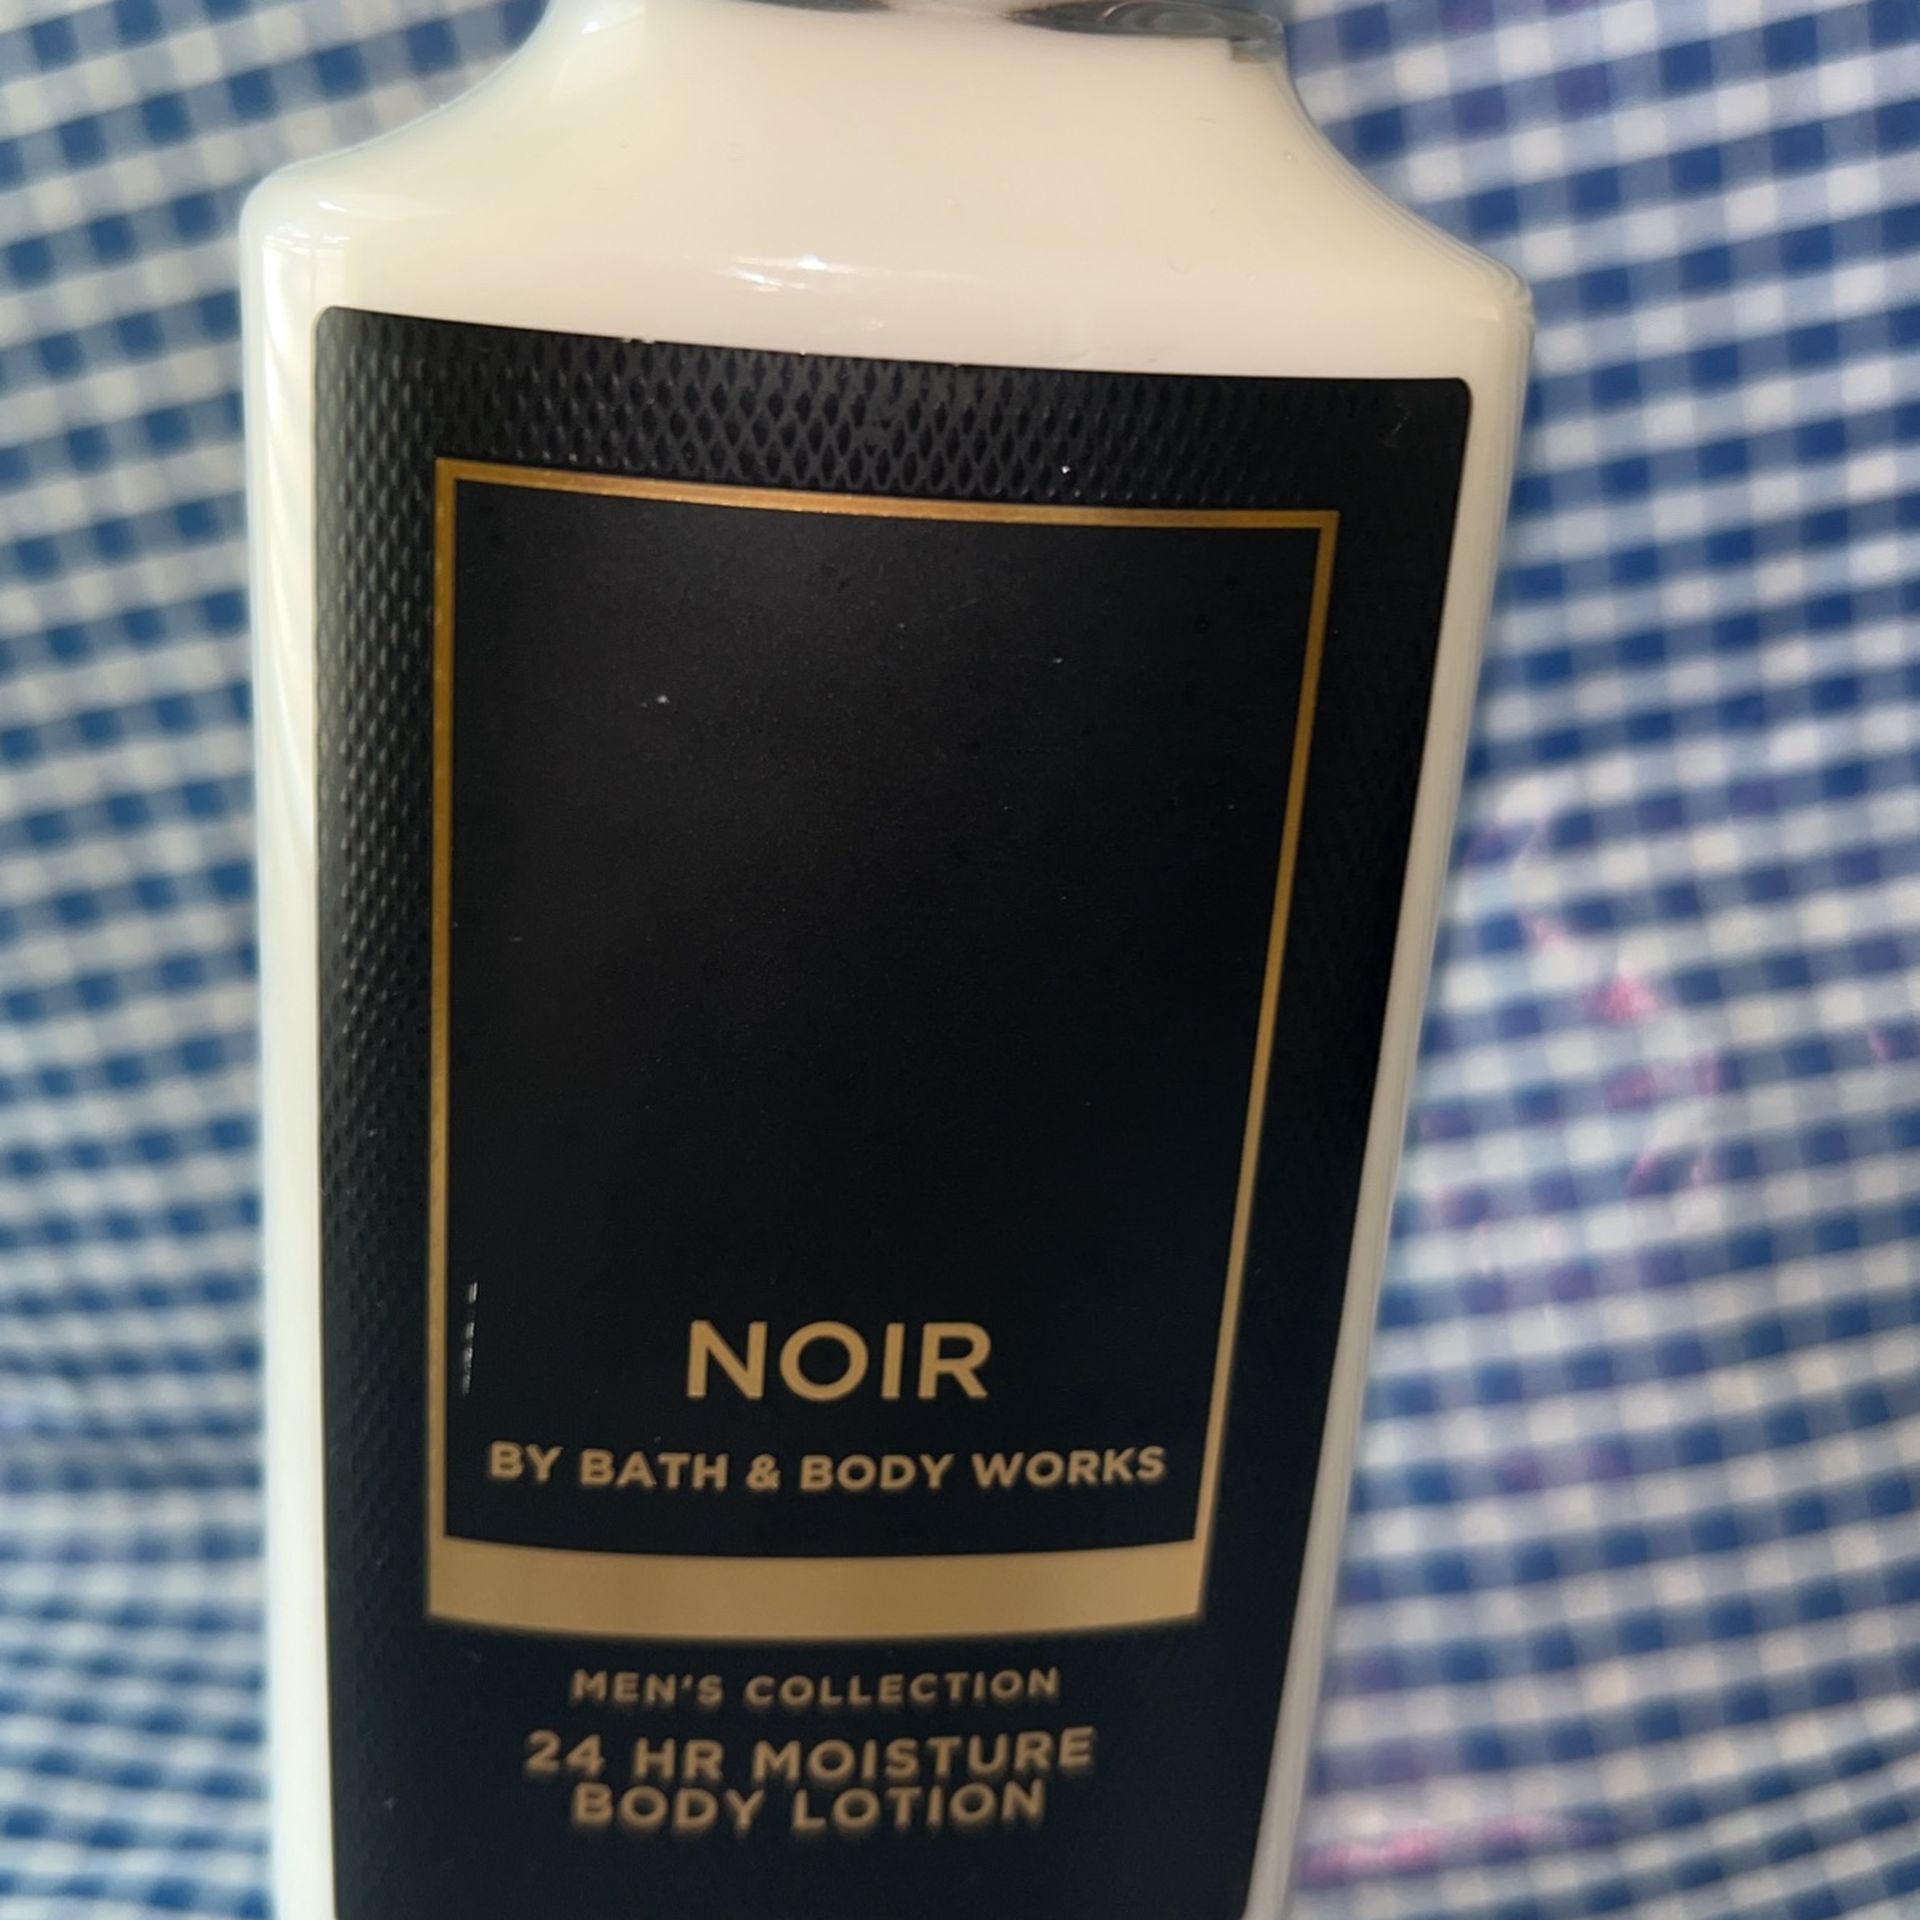 NOIR
BY BATH & BODY WORKS
MEN'S COLLECTION
24 HR MOISTURE
BODY LOTION